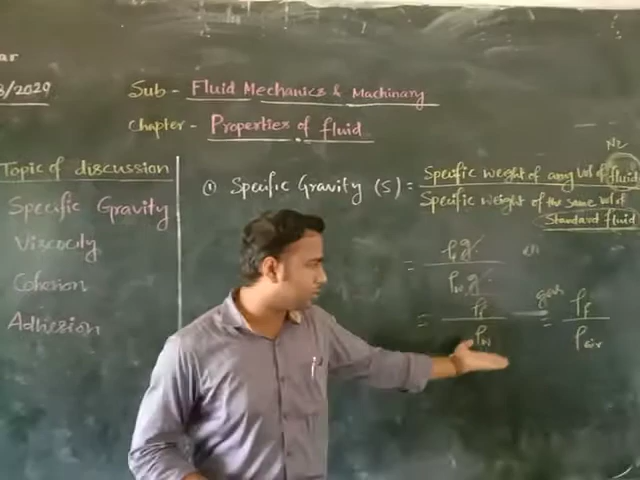 ar
3/2029
Sub - Fluid Mechanics & Machinary
Chapter - Properties of fluid
Topic of discussion
Specific Gravity
Viscocity
Cohesion
Adhesion
N2
① Specific Gravity (S) = Specific weight of any vol of fluid
Specific weight of the same vol of
Standard fluid
= ρf g
ρw g
= ρf
ρw
gas
= ρf
ρair